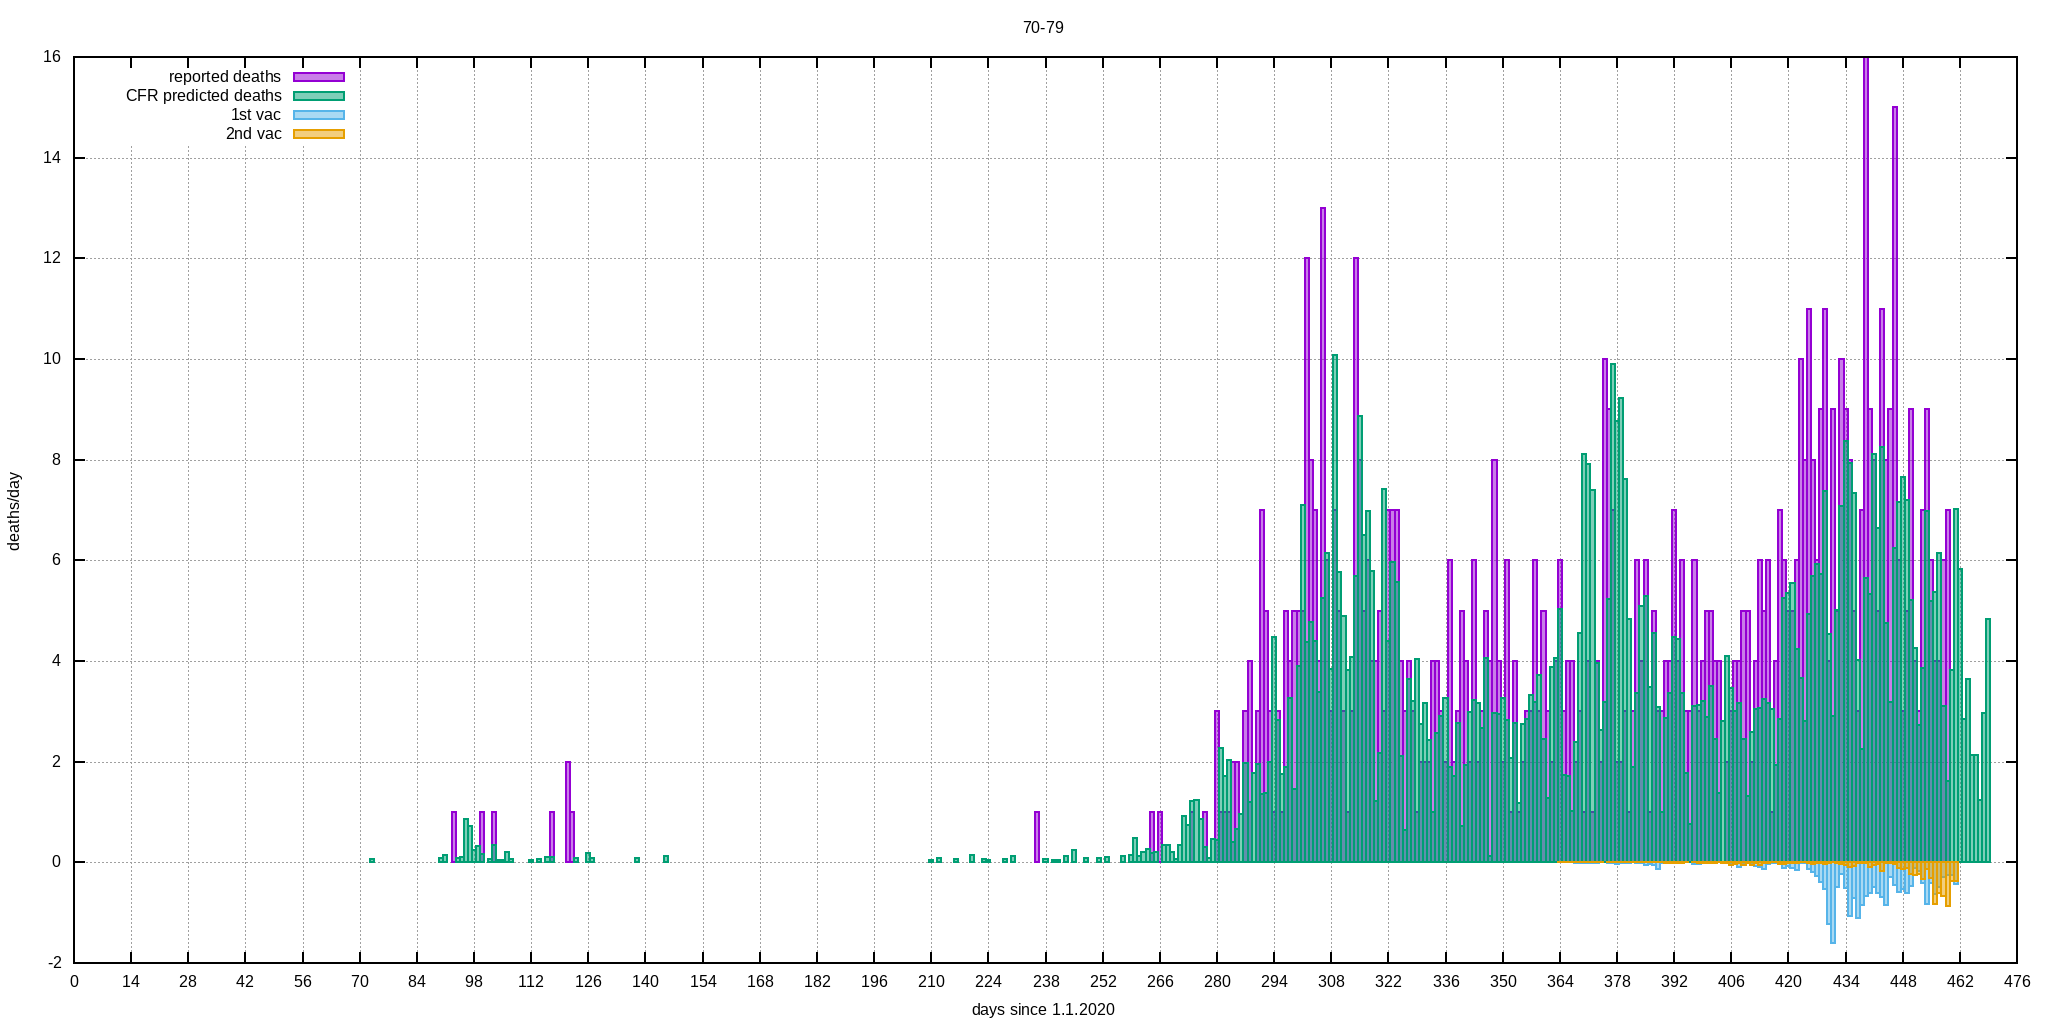 70-79
reported deaths
CFR predicted deaths
1st vac
2nd vac
16
14
12
10
8
6
4
2
0
-2
deaths/day
0 14 28 42 56 70 84 98 112 126 140 154 168 182 196 210 224 238 252 266 280 294 308 322 336 350 364 378 392 406 420 434 448 462 476
days since 1.1.2020